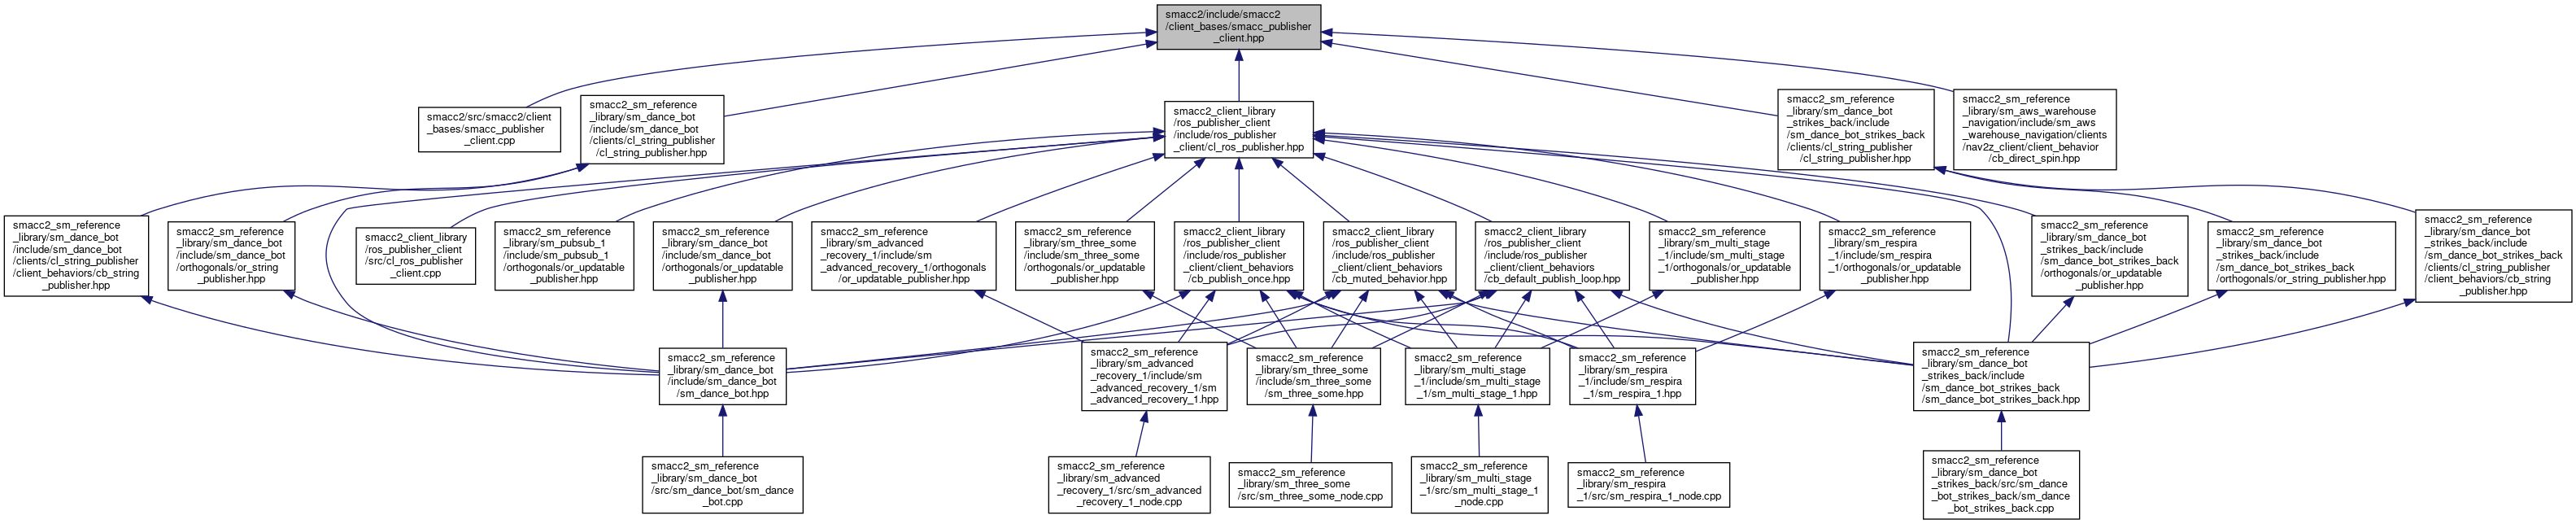 smacc2/include/smacc2
/client_bases/smacc_publisher
_client.hpp
smacc2/src/smacc2/client
_bases/smacc_publisher
_client.cpp
smacc2_sm_reference
_library/sm_dance_bot
/include/sm_dance_bot
/clients/cl_string_publisher
/cl_string_publisher.hpp
smacc2_client_library
/ros_publisher_client
/include/ros_publisher
_client/cl_ros_publisher.hpp
smacc2_sm_reference
_library/sm_dance_bot
_strikes_back/include
/sm_dance_bot_strikes_back
/clients/cl_string_publisher
/cl_string_publisher.hpp
smacc2_sm_reference
_library/sm_aws_warehouse
_navigation/include/sm_aws
_warehouse_navigation/clients
/nav2z_client/client_behavior
/cb_direct_spin.hpp
smacc2_sm_reference
_library/sm_dance_bot
/include/sm_dance_bot
/clients/cl_string_publisher
/client_behaviors/cb_string
_publisher.hpp
smacc2_sm_reference
_library/sm_dance_bot
/include/sm_dance_bot
/orthogonals/or_string
_publisher.hpp
smacc2_client_library
/ros_publisher_client
/src/cl_ros_publisher
_client.cpp
smacc2_sm_reference
_library/sm_pubsub_1
/include/sm_pubsub_1
/orthogonals/or_updatable
_publisher.hpp
smacc2_sm_reference
_library/sm_dance_bot
/include/sm_dance_bot
/orthogonals/or_updatable
_publisher.hpp
smacc2_sm_reference
_library/sm_advanced
_recovery_1/include/sm
_advanced_recovery_1/orthogonals
/or_updatable_publisher.hpp
smacc2_sm_reference
_library/sm_three_some
/include/sm_three_some
/orthogonals/or_updatable
_publisher.hpp
smacc2_client_library
/ros_publisher_client
/include/ros_publisher
_client/client_behaviors
/cb_publish_once.hpp
smacc2_client_library
/ros_publisher_client
/include/ros_publisher
_client/client_behaviors
/cb_muted_behavior.hpp
smacc2_client_library
/ros_publisher_client
/include/ros_publisher
_client/client_behaviors
/cb_default_publish_loop.hpp
smacc2_sm_reference
_library/sm_multi_stage
_1/include/sm_multi_stage
_1/orthogonals/or_updatable
_publisher.hpp
smacc2_sm_reference
_library/sm_respira
_1/include/sm_respira
_1/orthogonals/or_updatable
_publisher.hpp
smacc2_sm_reference
_library/sm_dance_bot
_strikes_back/include
/sm_dance_bot_strikes_back
/orthogonals/or_updatable
_publisher.hpp
smacc2_sm_reference
_library/sm_dance_bot
_strikes_back/include
/sm_dance_bot_strikes_back
/orthogonals/or_string_publisher.hpp
smacc2_sm_reference
_library/sm_dance_bot
_strikes_back/include
/sm_dance_bot_strikes_back
/clients/cl_string_publisher
/client_behaviors/cb_string
_publisher.hpp
smacc2_sm_reference
_library/sm_dance_bot
/include/sm_dance_bot
/sm_dance_bot.hpp
smacc2_sm_reference
_library/sm_advanced
_recovery_1/include/sm
_advanced_recovery_1/sm
_advanced_recovery_1.hpp
smacc2_sm_reference
_library/sm_three_some
/include/sm_three_some
/sm_three_some.hpp
smacc2_sm_reference
_library/sm_multi_stage
_1/include/sm_multi_stage
_1/sm_multi_stage_1.hpp
smacc2_sm_reference
_library/sm_respira
_1/include/sm_respira
_1/sm_respira_1.hpp
smacc2_sm_reference
_library/sm_dance_bot
_strikes_back/include
/sm_dance_bot_strikes_back
/sm_dance_bot_strikes_back.hpp
smacc2_sm_reference
_library/sm_dance_bot
/src/sm_dance_bot/sm_dance
_bot.cpp
smacc2_sm_reference
_library/sm_advanced
_recovery_1/src/sm_advanced
_recovery_1_node.cpp
smacc2_sm_reference
_library/sm_three_some
/src/sm_three_some_node.cpp
smacc2_sm_reference
_library/sm_multi_stage
_1/src/sm_multi_stage_1
_node.cpp
smacc2_sm_reference
_library/sm_respira
_1/src/sm_respira_1_node.cpp
smacc2_sm_reference
_library/sm_dance_bot
_strikes_back/src/sm_dance
_bot_strikes_back/sm_dance
_bot_strikes_back.cpp